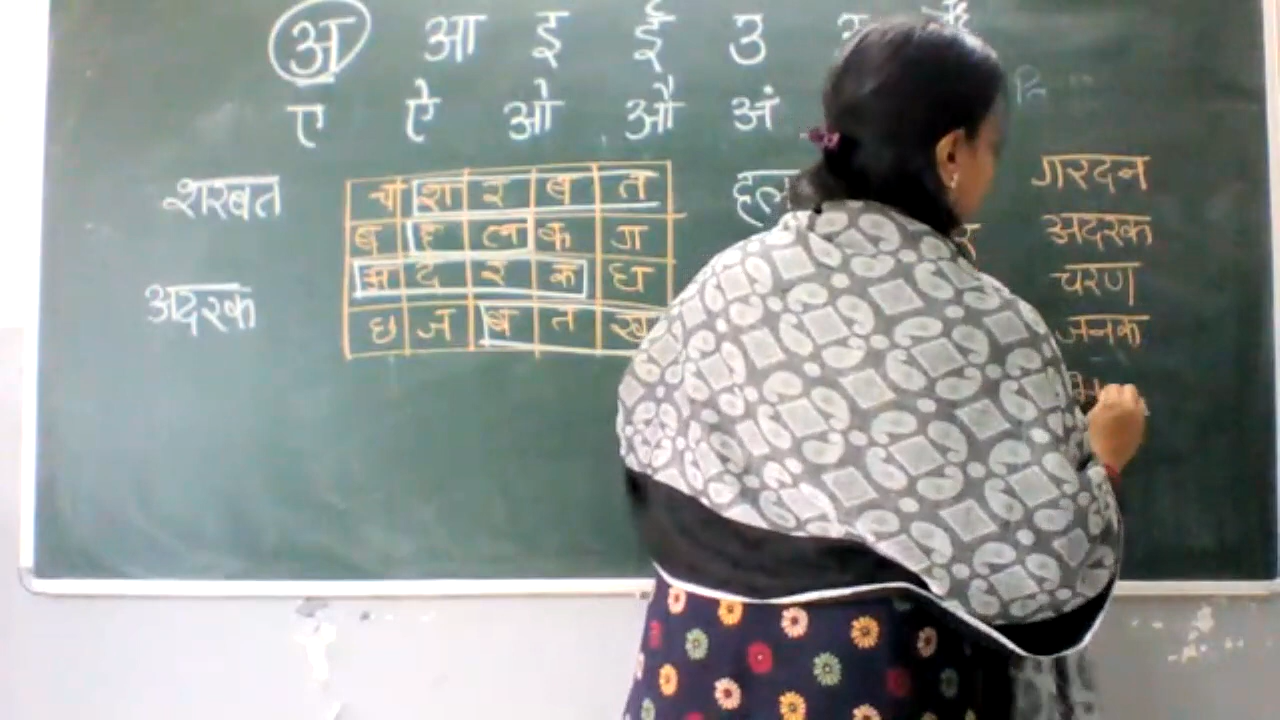 अ आ इ ई उ
ए ऐ ओ औ अं
शरबत
अदरक
च श र ब त
ब ह ल क ग
अ द र क घ
छ ज ब त ख
गरदन
अदरक
चरण
जनक